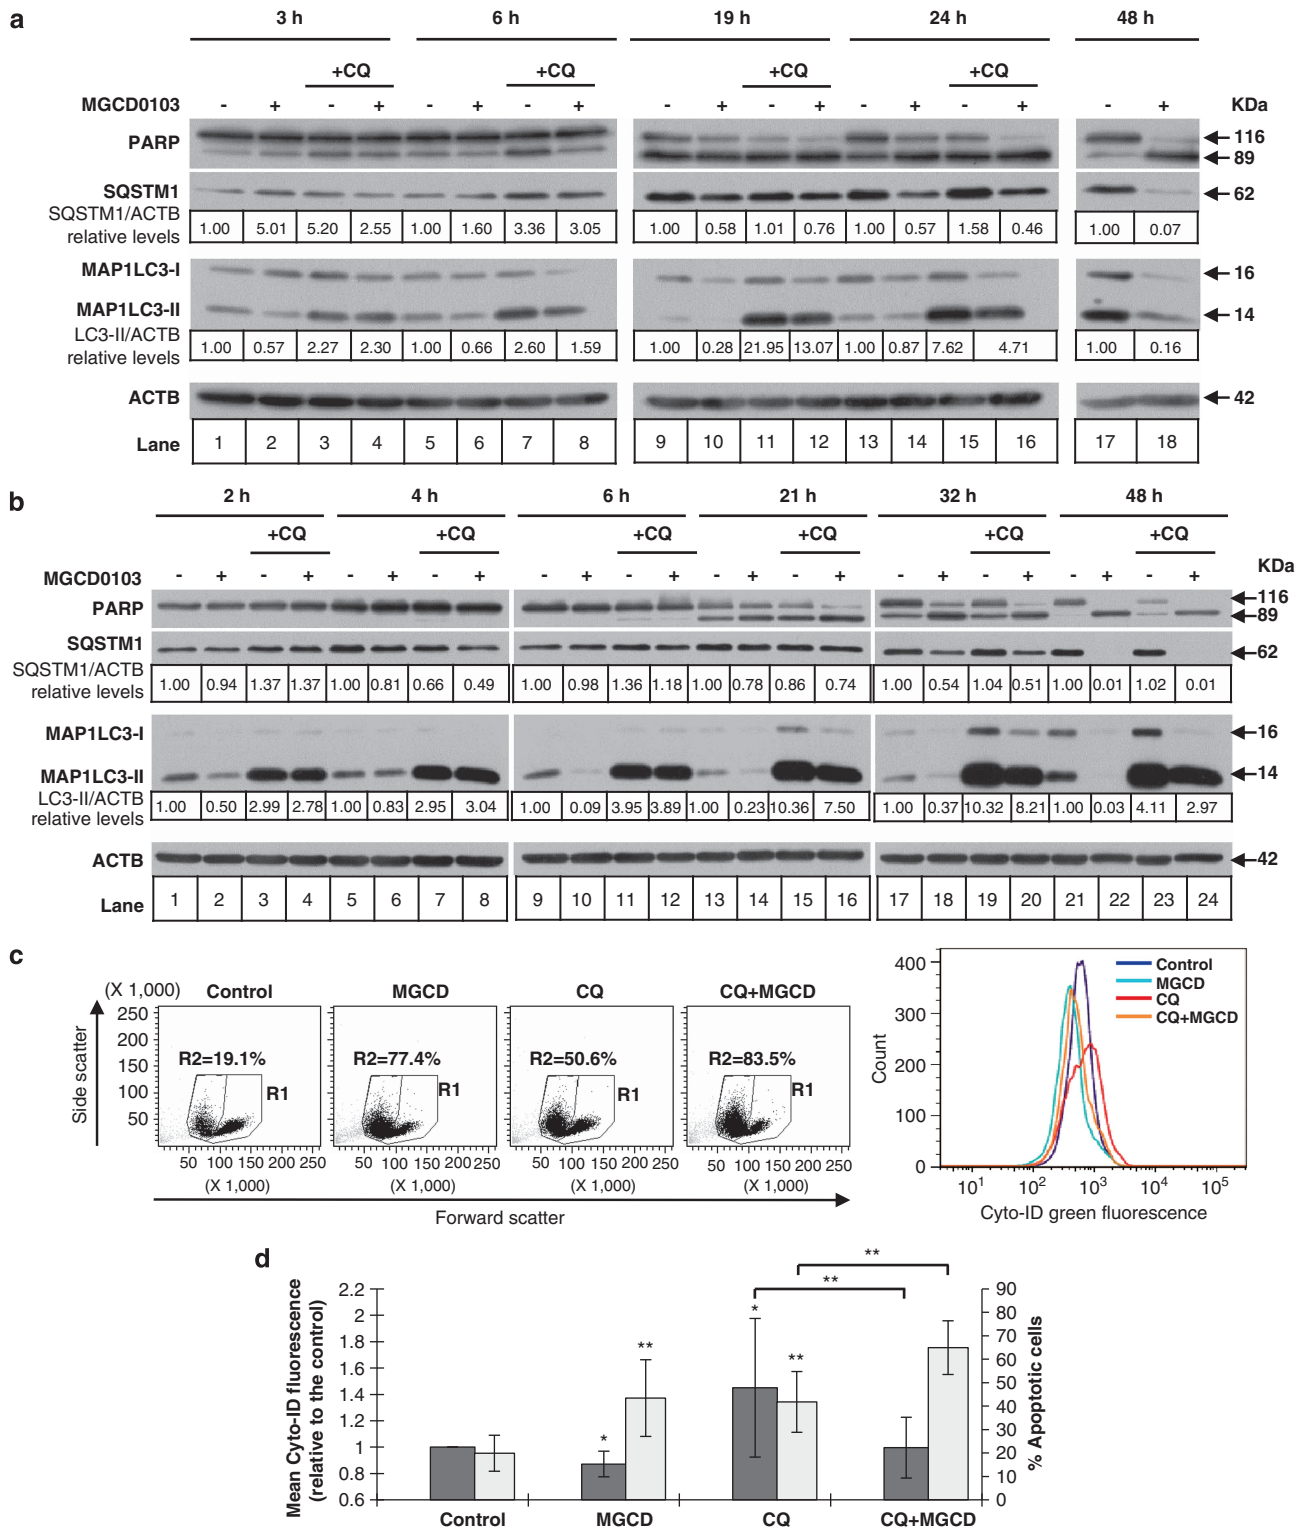 a
3 h 6 h 19 h 24 h 48 h
+CQ +CQ +CQ +CQ
MGCD0103 - + - + - + - + - + - + - + - + - + KDa
PARP 116
89
SQSTM1 62
SQSTM1/ACTB
relative levels 1.00 5.01 5.20 2.55 1.00 1.60 3.36 3.05 1.00 0.58 1.01 0.76 1.00 0.57 1.58 0.46 1.00 0.07
MAP1LC3-I 16
MAP1LC3-II 14
LC3-II/ACTB
relative levels 1.00 0.57 2.27 2.30 1.00 0.66 2.60 1.59 1.00 0.28 21.95 13.07 1.00 0.87 7.62 4.71 1.00 0.16
ACTB 42
Lane 1 2 3 4 5 6 7 8 9 10 11 12 13 14 15 16 17 18
b
2 h 4 h 6 h 21 h 32 h 48 h
+CQ +CQ +CQ +CQ +CQ +CQ
KDa
MGCD0103 - + - + - + - + - + - + - + - + - + - + - + - +
PARP 116
89
SQSTM1 62
SQSTM1/ACTB
relative levels 1.00 0.94 1.37 1.37 1.00 0.81 0.66 0.49 1.00 0.98 1.36 1.18 1.00 0.78 0.86 0.74 1.00 0.54 1.04 0.51 1.00 0.01 1.02 0.01
MAP1LC3-I 16
MAP1LC3-II 14
LC3-II/ACTB
relative levels 1.00 0.50 2.99 2.78 1.00 0.83 2.95 3.04 1.00 0.09 3.95 3.89 1.00 0.23 10.36 7.50 1.00 0.37 10.32 8.21 1.00 0.03 4.11 2.97
ACTB 42
Lane 1 2 3 4 5 6 7 8 9 10 11 12 13 14 15 16 17 18 19 20 21 22 23 24
c
(X 1,000) Control MGCD CQ CQ+MGCD
Side scatter
250
200
150
100
50
R2=19.1% R2=77.4% R2=50.6% R2=83.5%
R1 R1 R1 R1
50 100 150 200 250 50 100 150 200 250 50 100 150 200 250 50 100 150 200 250
(X 1,000) (X 1,000) (X 1,000) (X 1,000)
Forward scatter
Count
400
300
200
100
0
Control
MGCD
CQ
CQ+MGCD
10¹ 10² 10³ 10⁴ 10⁵
Cyto-ID green fluorescence
d
Mean Cyto-ID fluorescence
(relative to the control)
2.2
2
1.8
1.6
1.4
1.2
1
0.8
0.6
** **
* ** * **
90
80
70
60
50
40
30
20
10
0
% Apoptotic cells
Control MGCD CQ CQ+MGCD